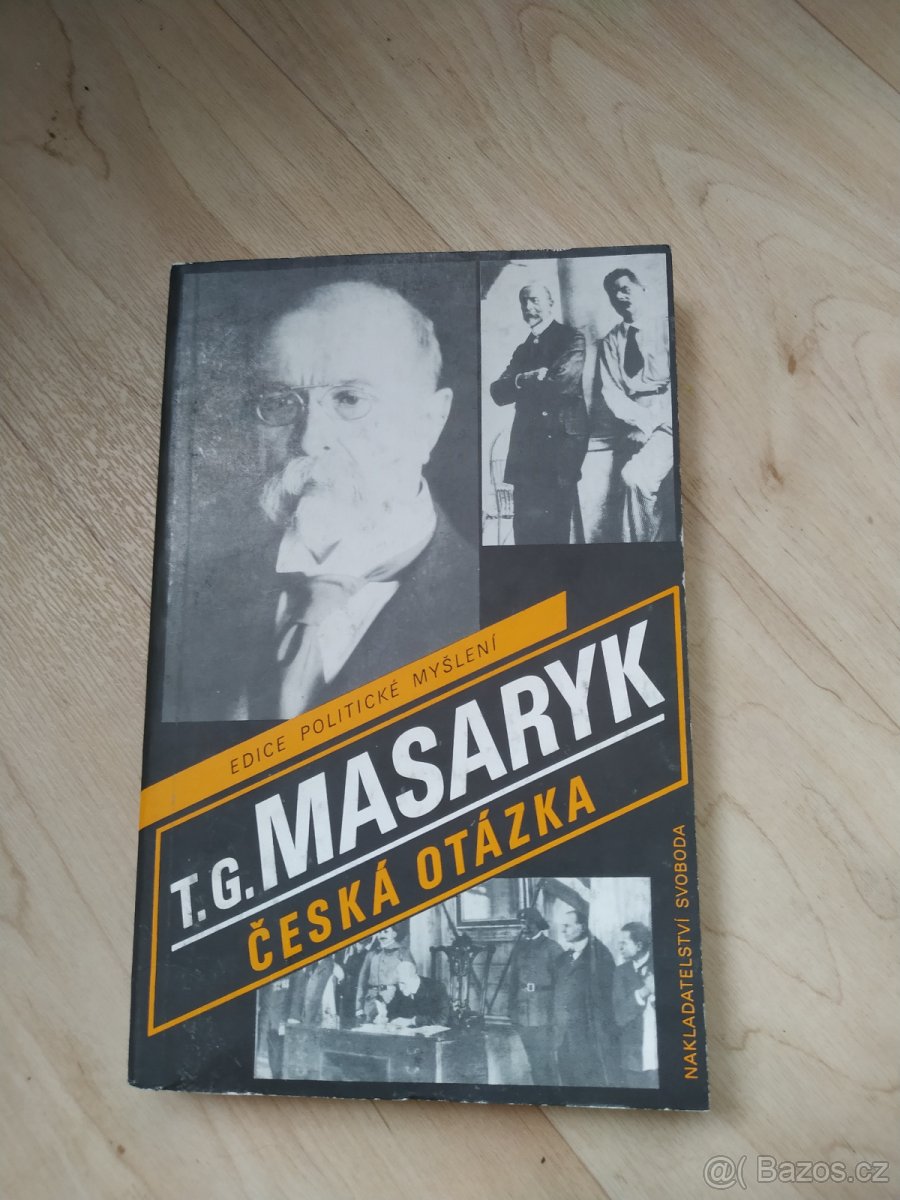 EDICE POLITICKÉ MYŠLENÍ
T. G. MASARYK
ČESKÁ OTÁZKA
NAKLADATELSTVÍ SVOBODA
@( Bazos.cz